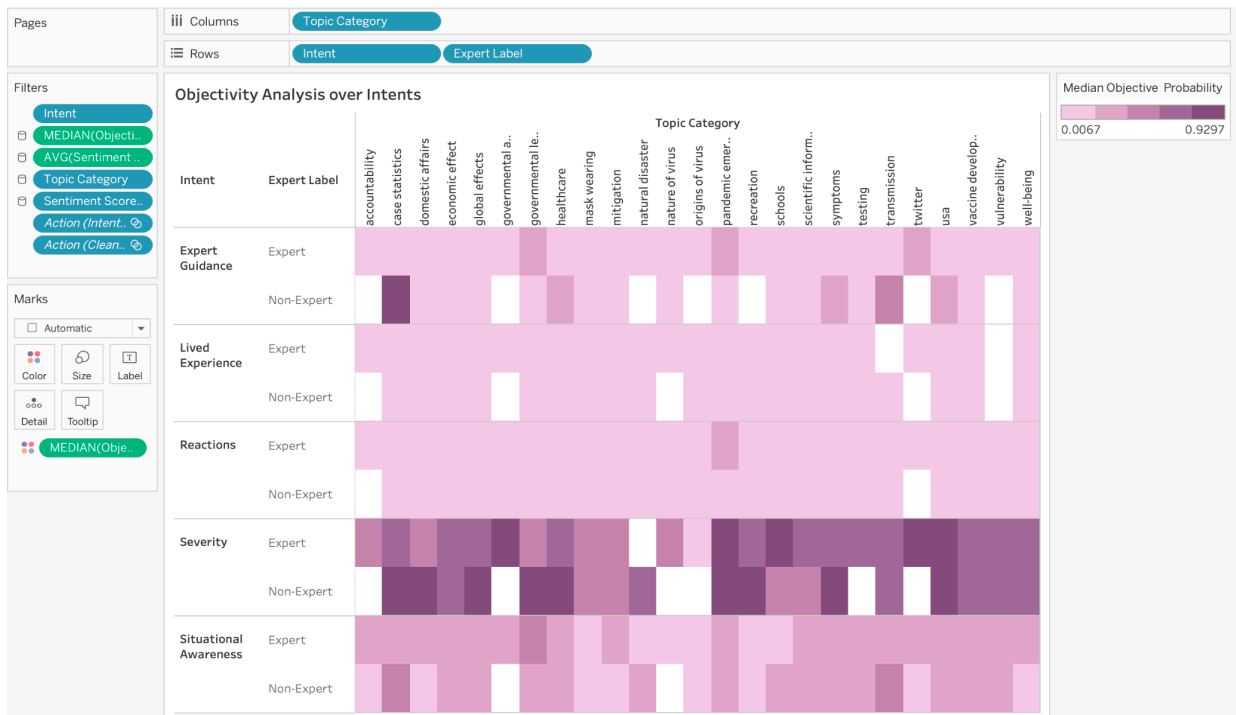 Pages
Columns
Topic Category
Rows
Intent
Expert Label
Filters
Intent
MEDIAN(Objecti..
AVG(Sentiment ..
Topic Category
Sentiment Score..
Action (Intent..
Action (Clean..
Marks
Automatic
Color
Size
Label
Detail
Tooltip
MEDIAN(Obje..
Objectivity Analysis over Intents
Topic Category
Intent
Expert Label
accountability
case statistics
domestic affairs
economic effect
global effects
governmental a..
governmental le..
healthcare
mask wearing
mitigation
natural disaster
nature of virus
origins of virus
pandemic emer..
recreation
schools
scientific inform..
symptoms
testing
transmission
twitter
usa
vaccine develop..
vulnerability
well-being
Expert
Guidance
Expert
Non-Expert
Lived
Experience
Expert
Non-Expert
Reactions
Expert
Non-Expert
Severity
Expert
Non-Expert
Situational
Awareness
Expert
Non-Expert
Median Objective Probability
0.0067
0.9297